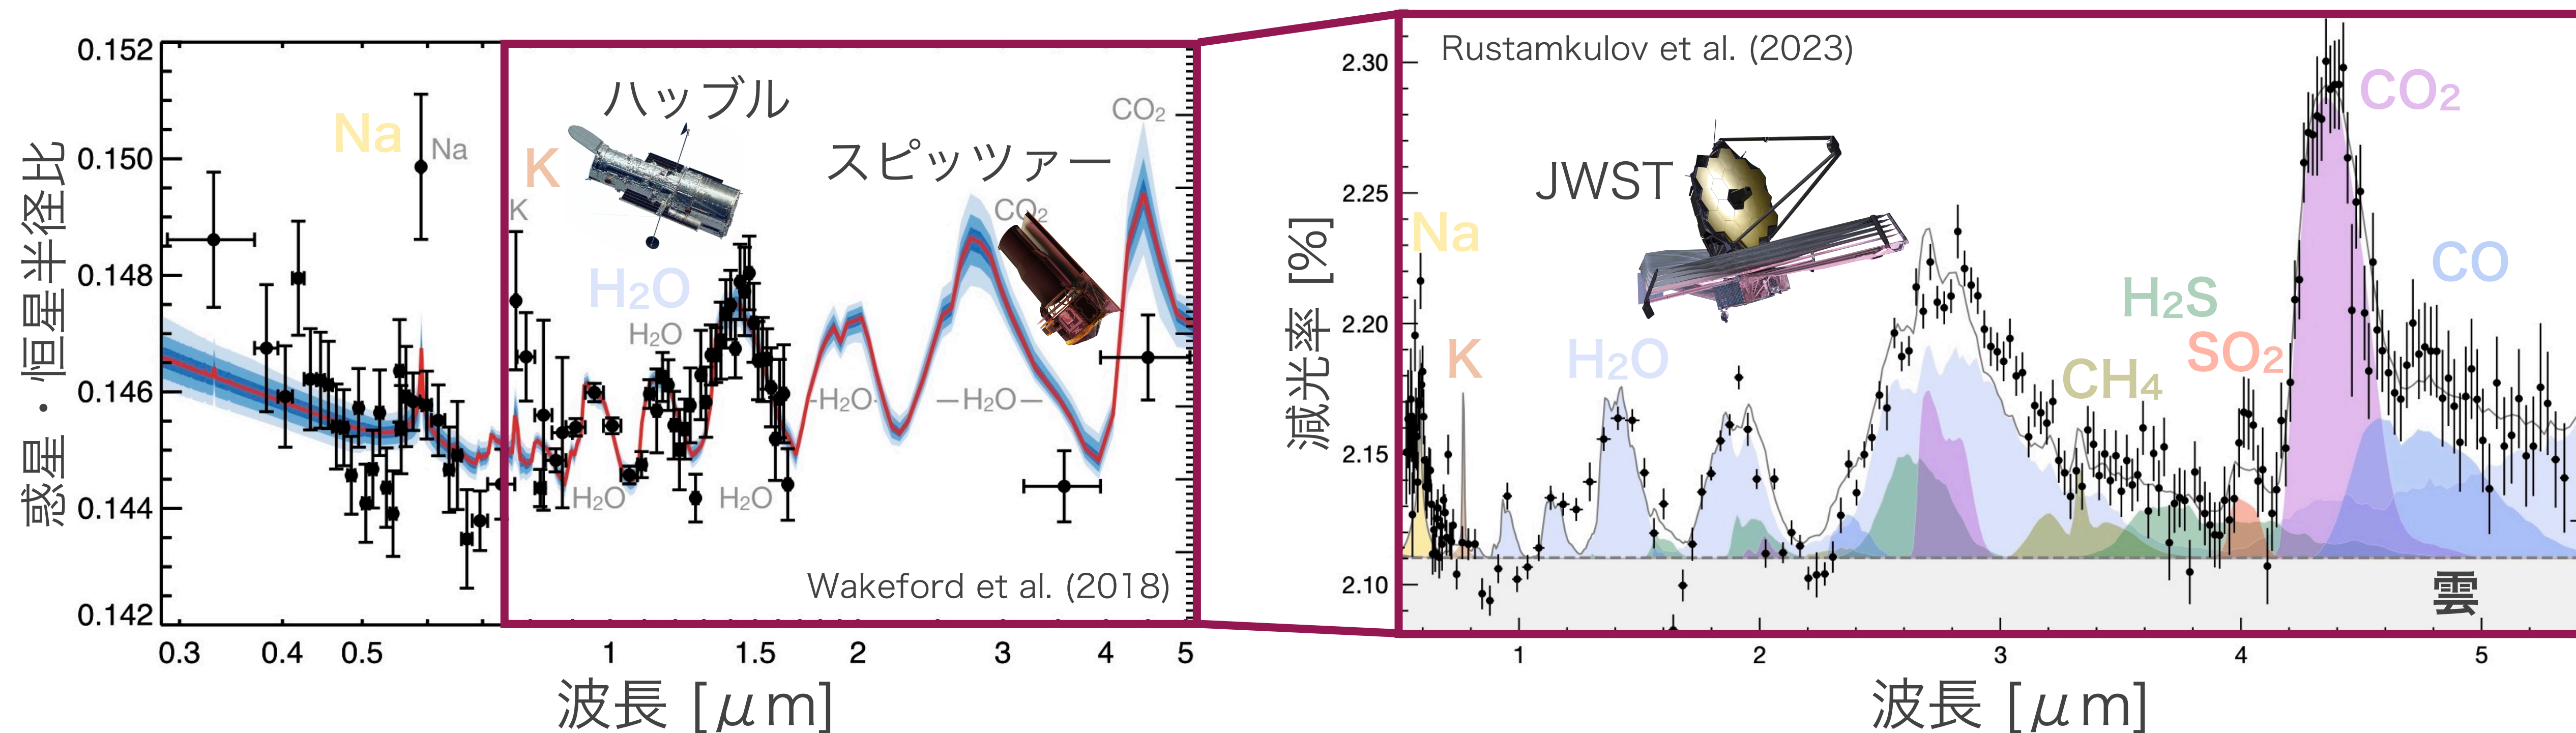 惑星・恒星半径比
0.152
0.150
0.148
0.146
0.144
0.142
Na
Na
K
K
ハッブル
スピッツァー
H₂O
H₂O
H₂O
H₂O
-H₂O-
CO₂
—H₂O—
CO₂
Wakeford et al. (2018)
0.3 0.4 0.5 1 1.5 2 3 4 5
波長 [μm]
減光率 [%]
2.30
2.25
2.20
2.15
2.10
Rustamkulov et al. (2023)
JWST
Na
K
H₂O
CH₄
H₂S
SO₂
CO₂
CO
雲
1 2 3 4 5
波長 [μm]